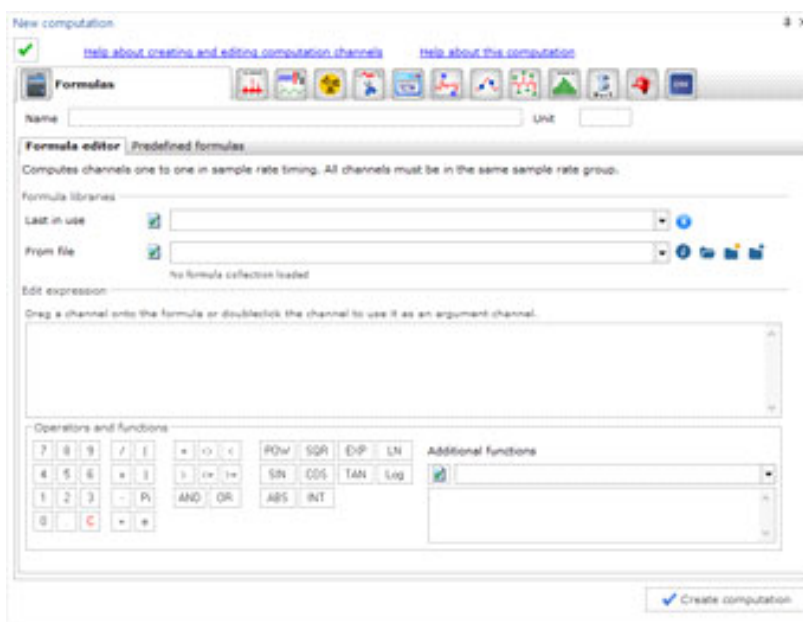 New computation
Help about creating and editing computation channels Help about this computation
Formulas
Name Unit
Formula editor Predefined formulas
Computes channels one to one in sample rate timing. All channels must be in the same sample rate group.
Formula libraries
Last in use
From file
No formula collection loaded
Edit expression
Drag a channel onto the formula or doubleclick the channel to use it as an argument channel.
Operators and functions
7 8 9 / ( = <> < POW SQR EXP LN Additional functions
4 5 6 x ) > <= >= SIN COS TAN Log
1 2 3 - Pi AND OR ABS INT
0 . C + e
Create computation